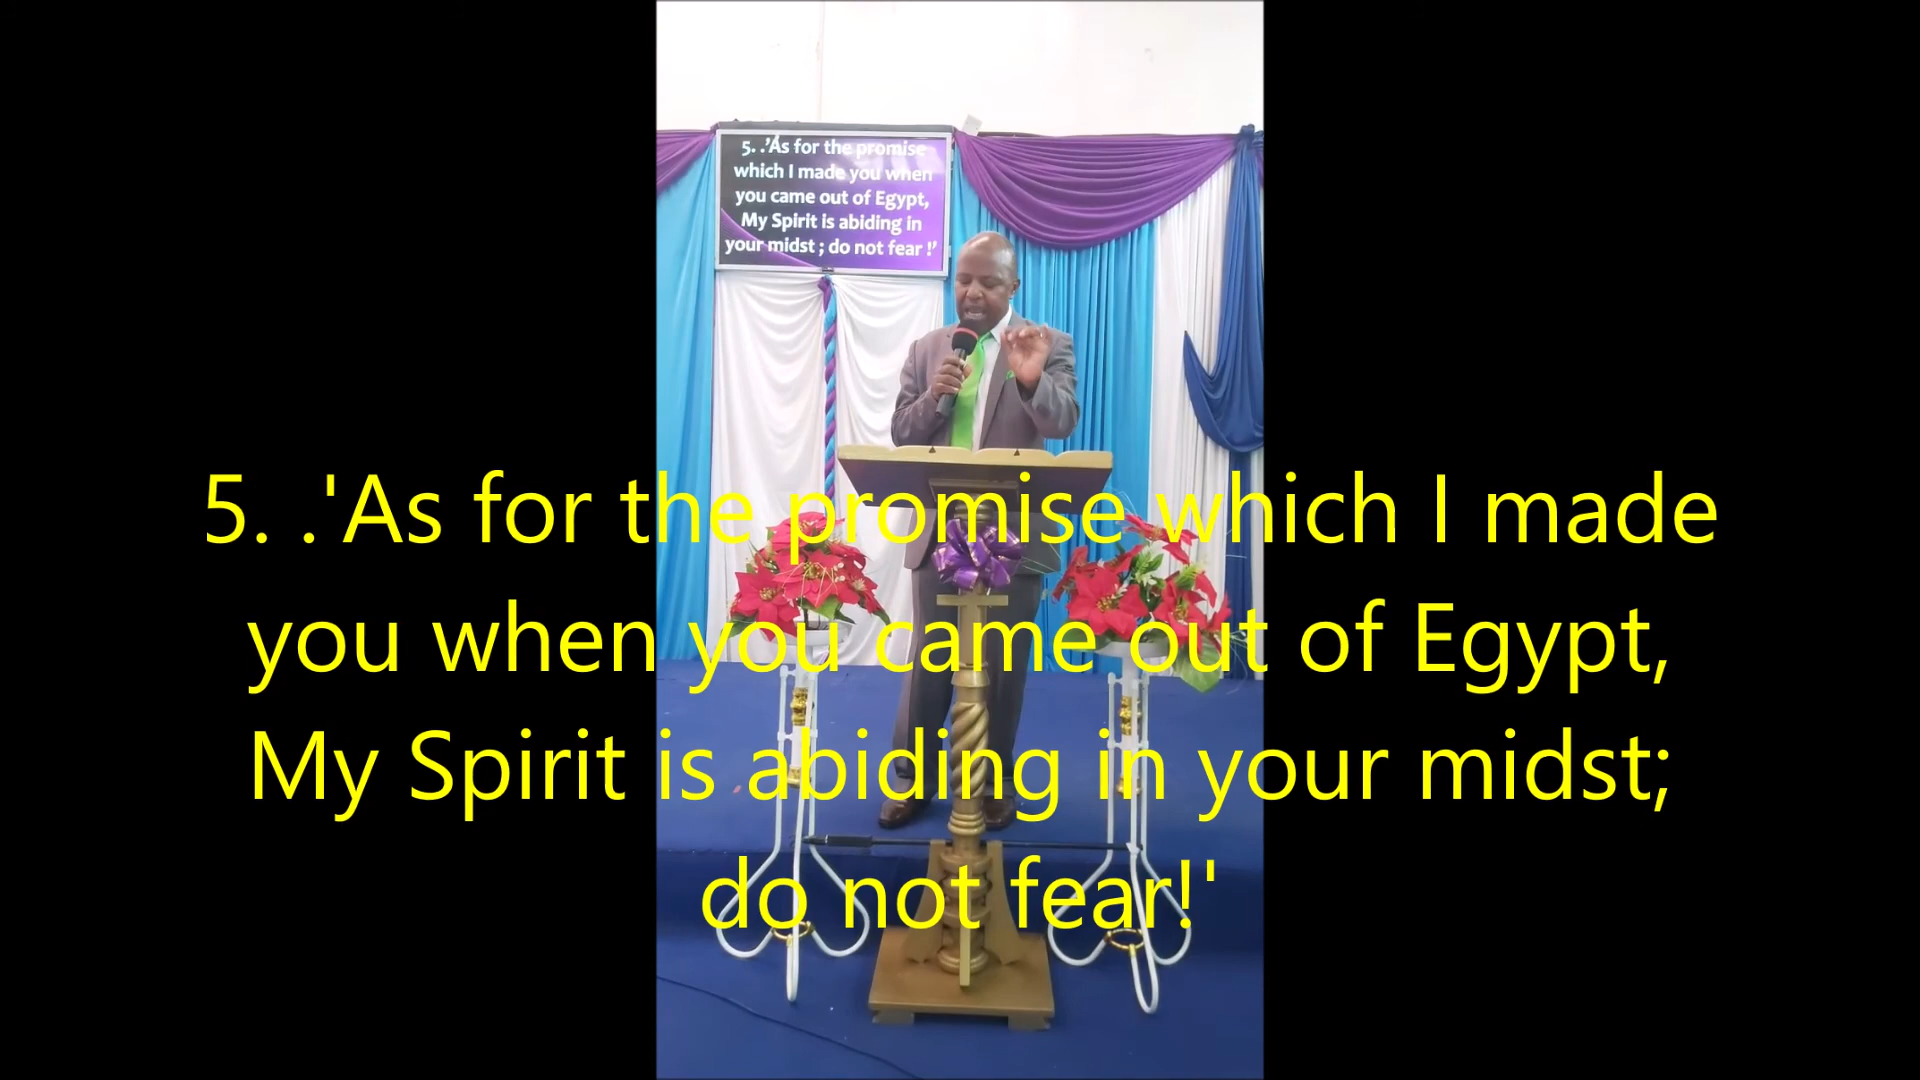 5. .'As for the promise
which I made you when
you came out of Egypt,
My Spirit is abiding in
your midst ; do not fear !'
5. .'As for the promise which I made
you when you came out of Egypt,
My Spirit is abiding in your midst;
do not fear!'